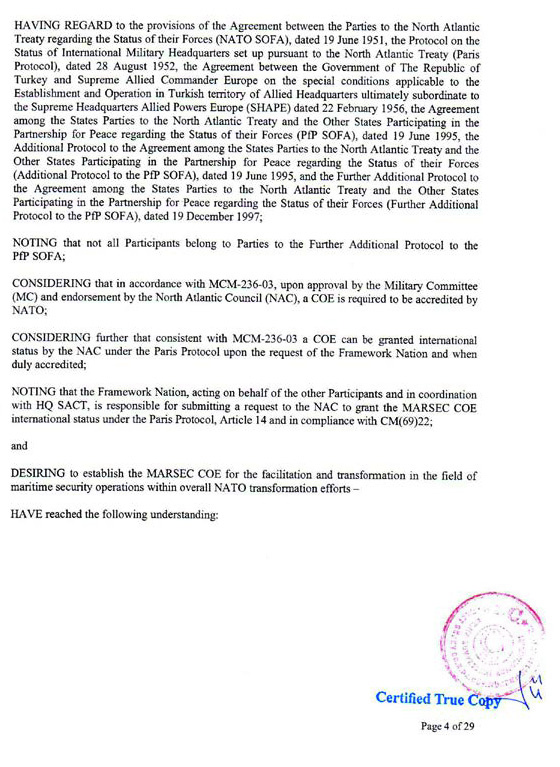 HAVING REGARD to the provisions of the Agreement between the Parties to the North Atlantic
Treaty regarding the Status of their Forces (NATO SOFA), dated 19 June 1951, the Protocol on the
Status of International Military Headquarters set up pursuant to the North Atlantic Treaty (Paris
Protocol), dated 28 August 1952, the Agreement between the Government of The Republic of
Turkey and Supreme Allied Commander Europe on the special conditions applicable to the
Establishment and Operation in Turkish territory of Allied Headquarters ultimately subordinate to
the Supreme Headquarters Allied Powers Europe (SHAPE) dated 22 February 1956, the Agreement
among the States Parties to the North Atlantic Treaty and the Other States Participating in the
Partnership for Peace regarding the Status of their Forces (PfP SOFA), dated 19 June 1995, the
Additional Protocol to the Agreement among the States Parties to the North Atlantic Treaty and the
Other States Participating in the Partnership for Peace regarding the Status of their Forces
(Additional Protocol to the PfP SOFA), dated 19 June 1995, and the Further Additional Protocol to
the Agreement among the States Parties to the North Atlantic Treaty and the Other States
Participating in the Partnership for Peace regarding the Status of their Forces (Further Additional
Protocol to the PfP SOFA), dated 19 December 1997;
NOTING that not all Participants belong to Parties to the Further Additional Protocol to the
PfP SOFA;
CONSIDERING that in accordance with MCM-236-03, upon approval by the Military Committee
(MC) and endorsement by the North Atlantic Council (NAC), a COE is required to be accredited by
NATO;
CONSIDERING further that consistent with MCM-236-03 a COE can be granted international
status by the NAC under the Paris Protocol upon the request of the Framework Nation and when
duly accredited;
NOTING that the Framework Nation, acting on behalf of the other Participants and in coordination
with HQ SACT, is responsible for submitting a request to the NAC to grant the MARSEC COE
international status under the Paris Protocol, Article 14 and in compliance with CM(69)22;
and
DESIRING to establish the MARSEC COE for the facilitation and transformation in the field of
maritime security operations within overall NATO transformation efforts –
HAVE reached the following understanding:
Certified True Copy
Page 4 of 29